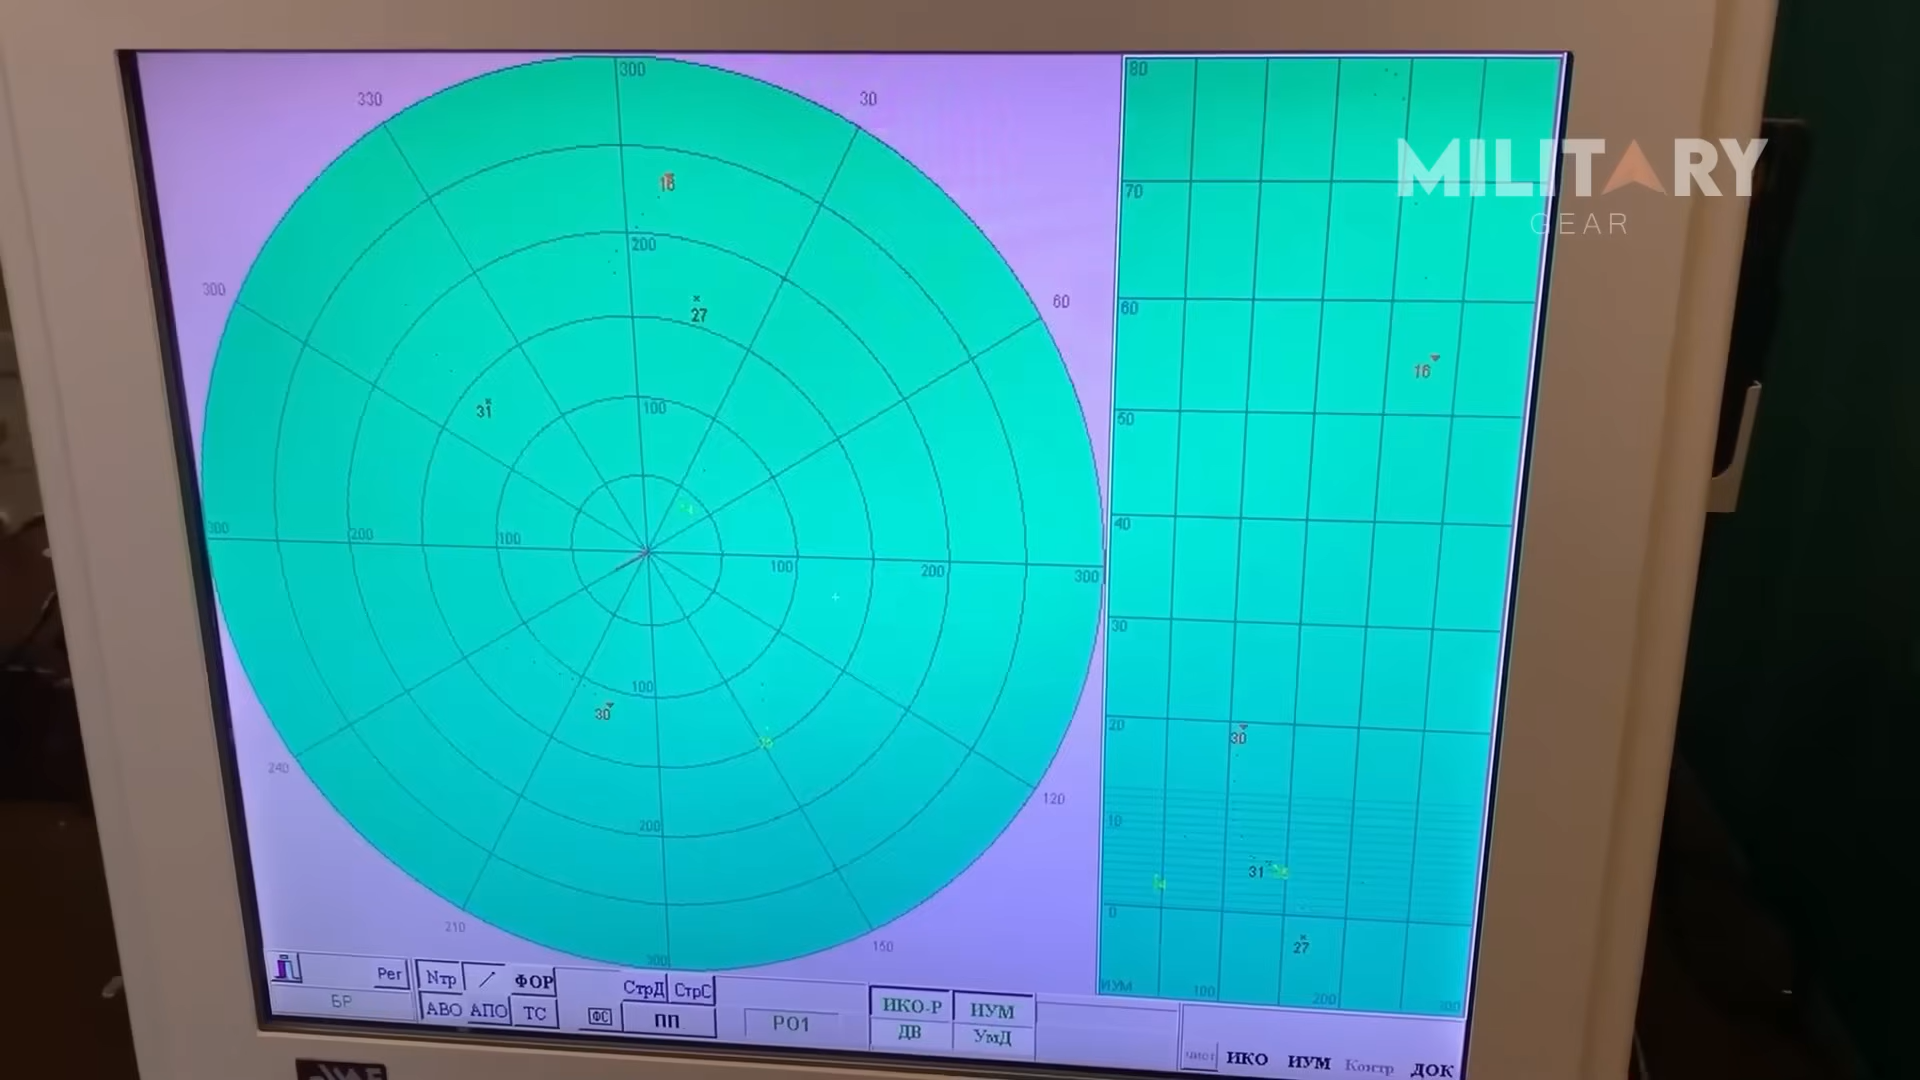 MILITARY
GEAR
300
330
30
16
200
300
60
27
31
100
300
200
100
100
200
300
30
100
200
240
120
210
150
300
80
70
60
16
50
40
30
20
30
10
31
0
27
ИУМ
100
200
300
Рег
Nтр
ФОР
СтрД
СтрС
БР
АВО
АПО
ТС
ФС
ПП
РО1
ИКО-Р
ИУМ
ДВ
УмД
ИКО
ИУМ
Контр
ДОК